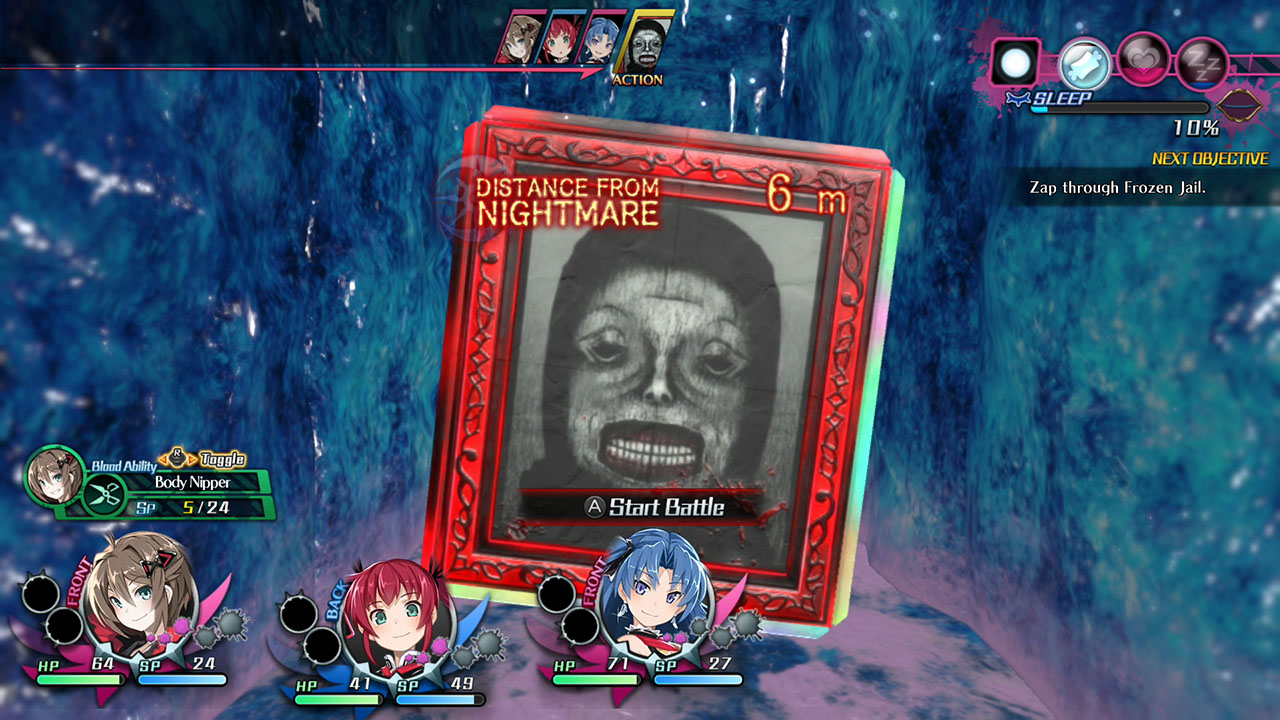 ACTION
SLEEP
10%
NEXT OBJECTIVE
Zap through Frozen Jail.
DISTANCE FROM
NIGHTMARE
6 m
A Start Battle
Blood Ability R Toggle
Body Nipper
SP 5/24
FRONT
HP 64 SP 24
BACK
HP 41 SP 49
FRONT
HP 71 SP 27
Z Z Z